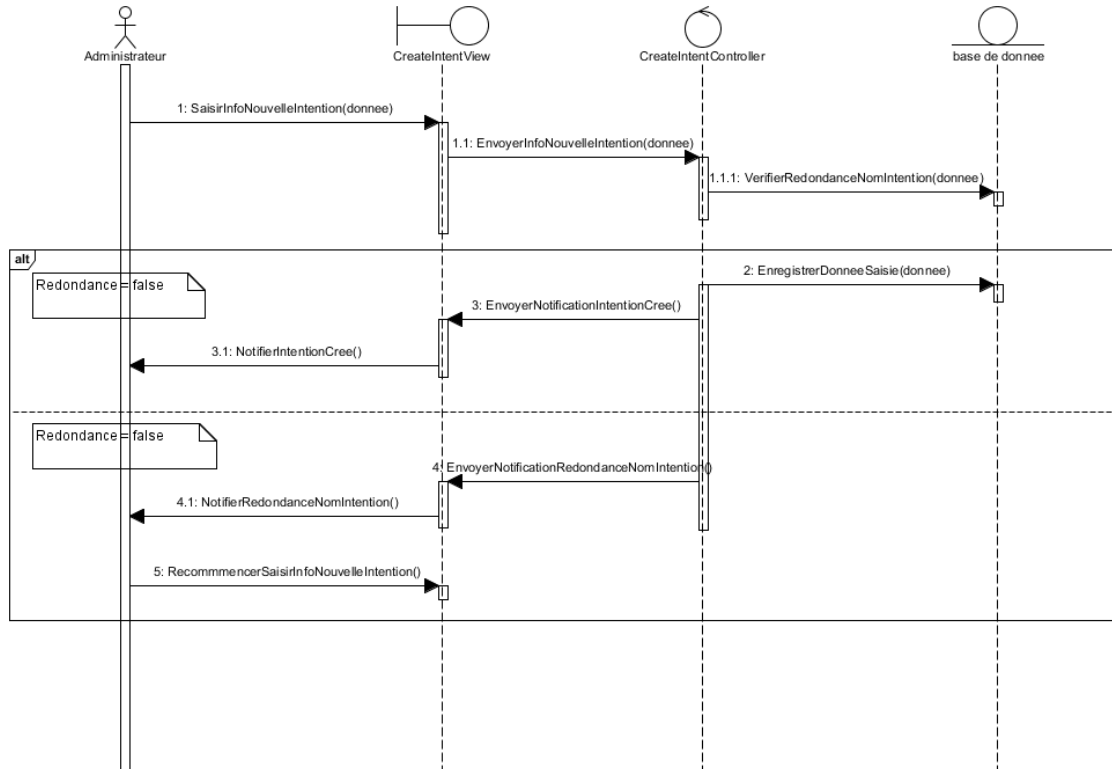 Administrateur
CreateIntentView
CreateIntentController
base de donnee
1: SaisirInfoNouvelleIntention(donnee)
1.1: EnvoyerInfoNouvelleIntention(donnee)
1.1.1: VerifierRedondanceNomIntention(donnee)
alt
Redondance = false
2: EnregistrerDonneeSaisie(donnee)
3: EnvoyerNotificationIntentionCree()
3.1: NotifierIntentionCree()
Redondance = false
4: EnvoyerNotificationRedondanceNomIntention()
4.1: NotifierRedondanceNomIntention()
5: RecommmencerSaisirInfoNouvelleIntention()